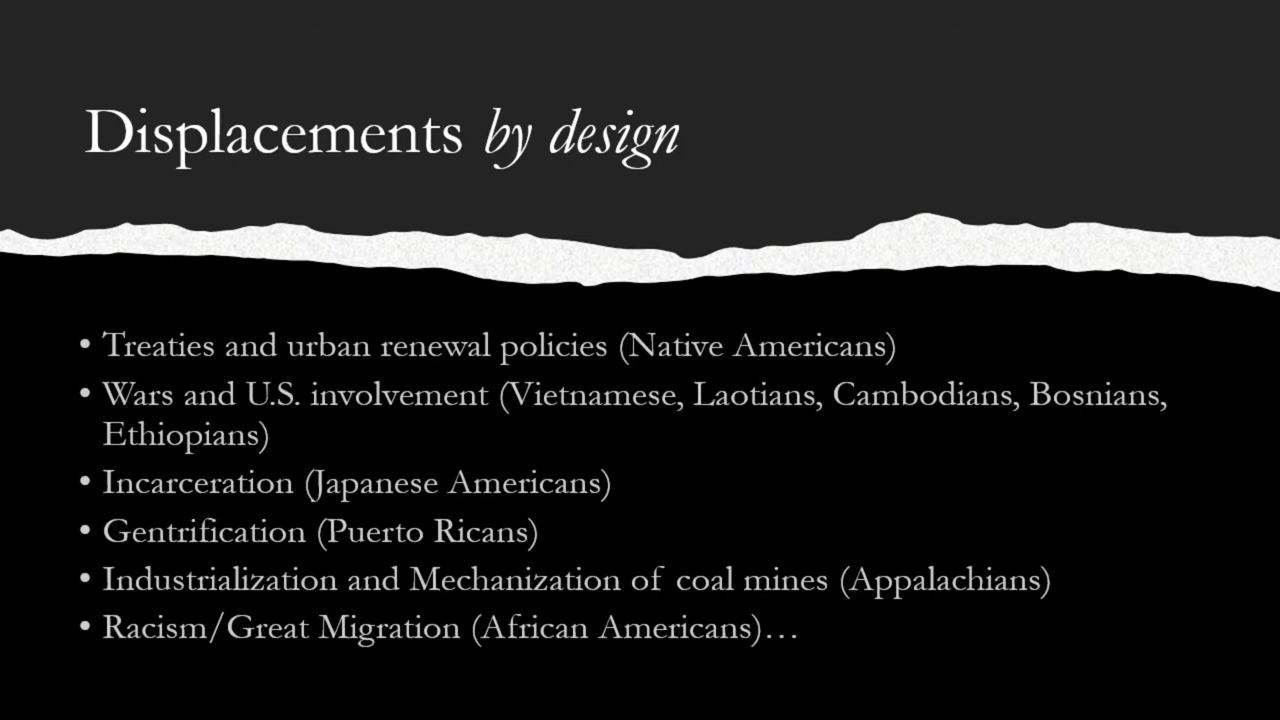 Displacements by design
• Treaties and urban renewal policies (Native Americans)
• Wars and U.S. involvement (Vietnamese, Laotians, Cambodians, Bosnians,
Ethiopians)
• Incarceration (Japanese Americans)
• Gentrification (Puerto Ricans)
• Industrialization and Mechanization of coal mines (Appalachians)
• Racism/Great Migration (African Americans)…